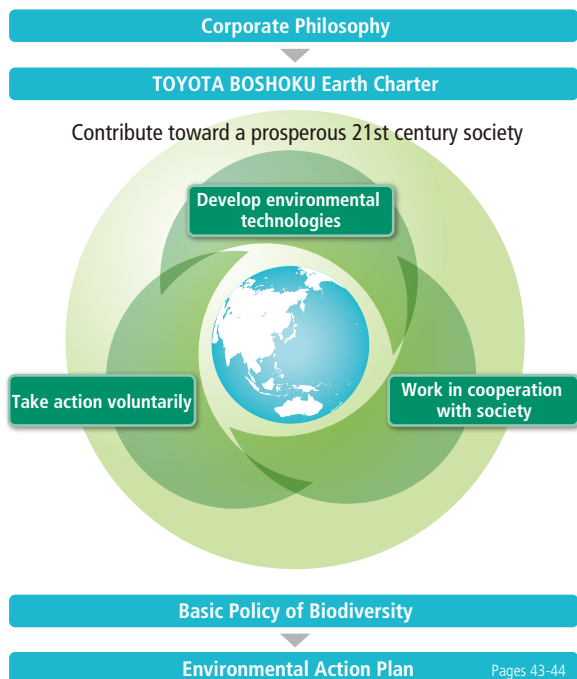 Corporate Philosophy
TOYOTA BOSHOKU Earth Charter
Contribute toward a prosperous 21st century society
Develop environmental
technologies
Take action voluntarily
Work in cooperation
with society
Basic Policy of Biodiversity
Environmental Action Plan
Pages 43-44